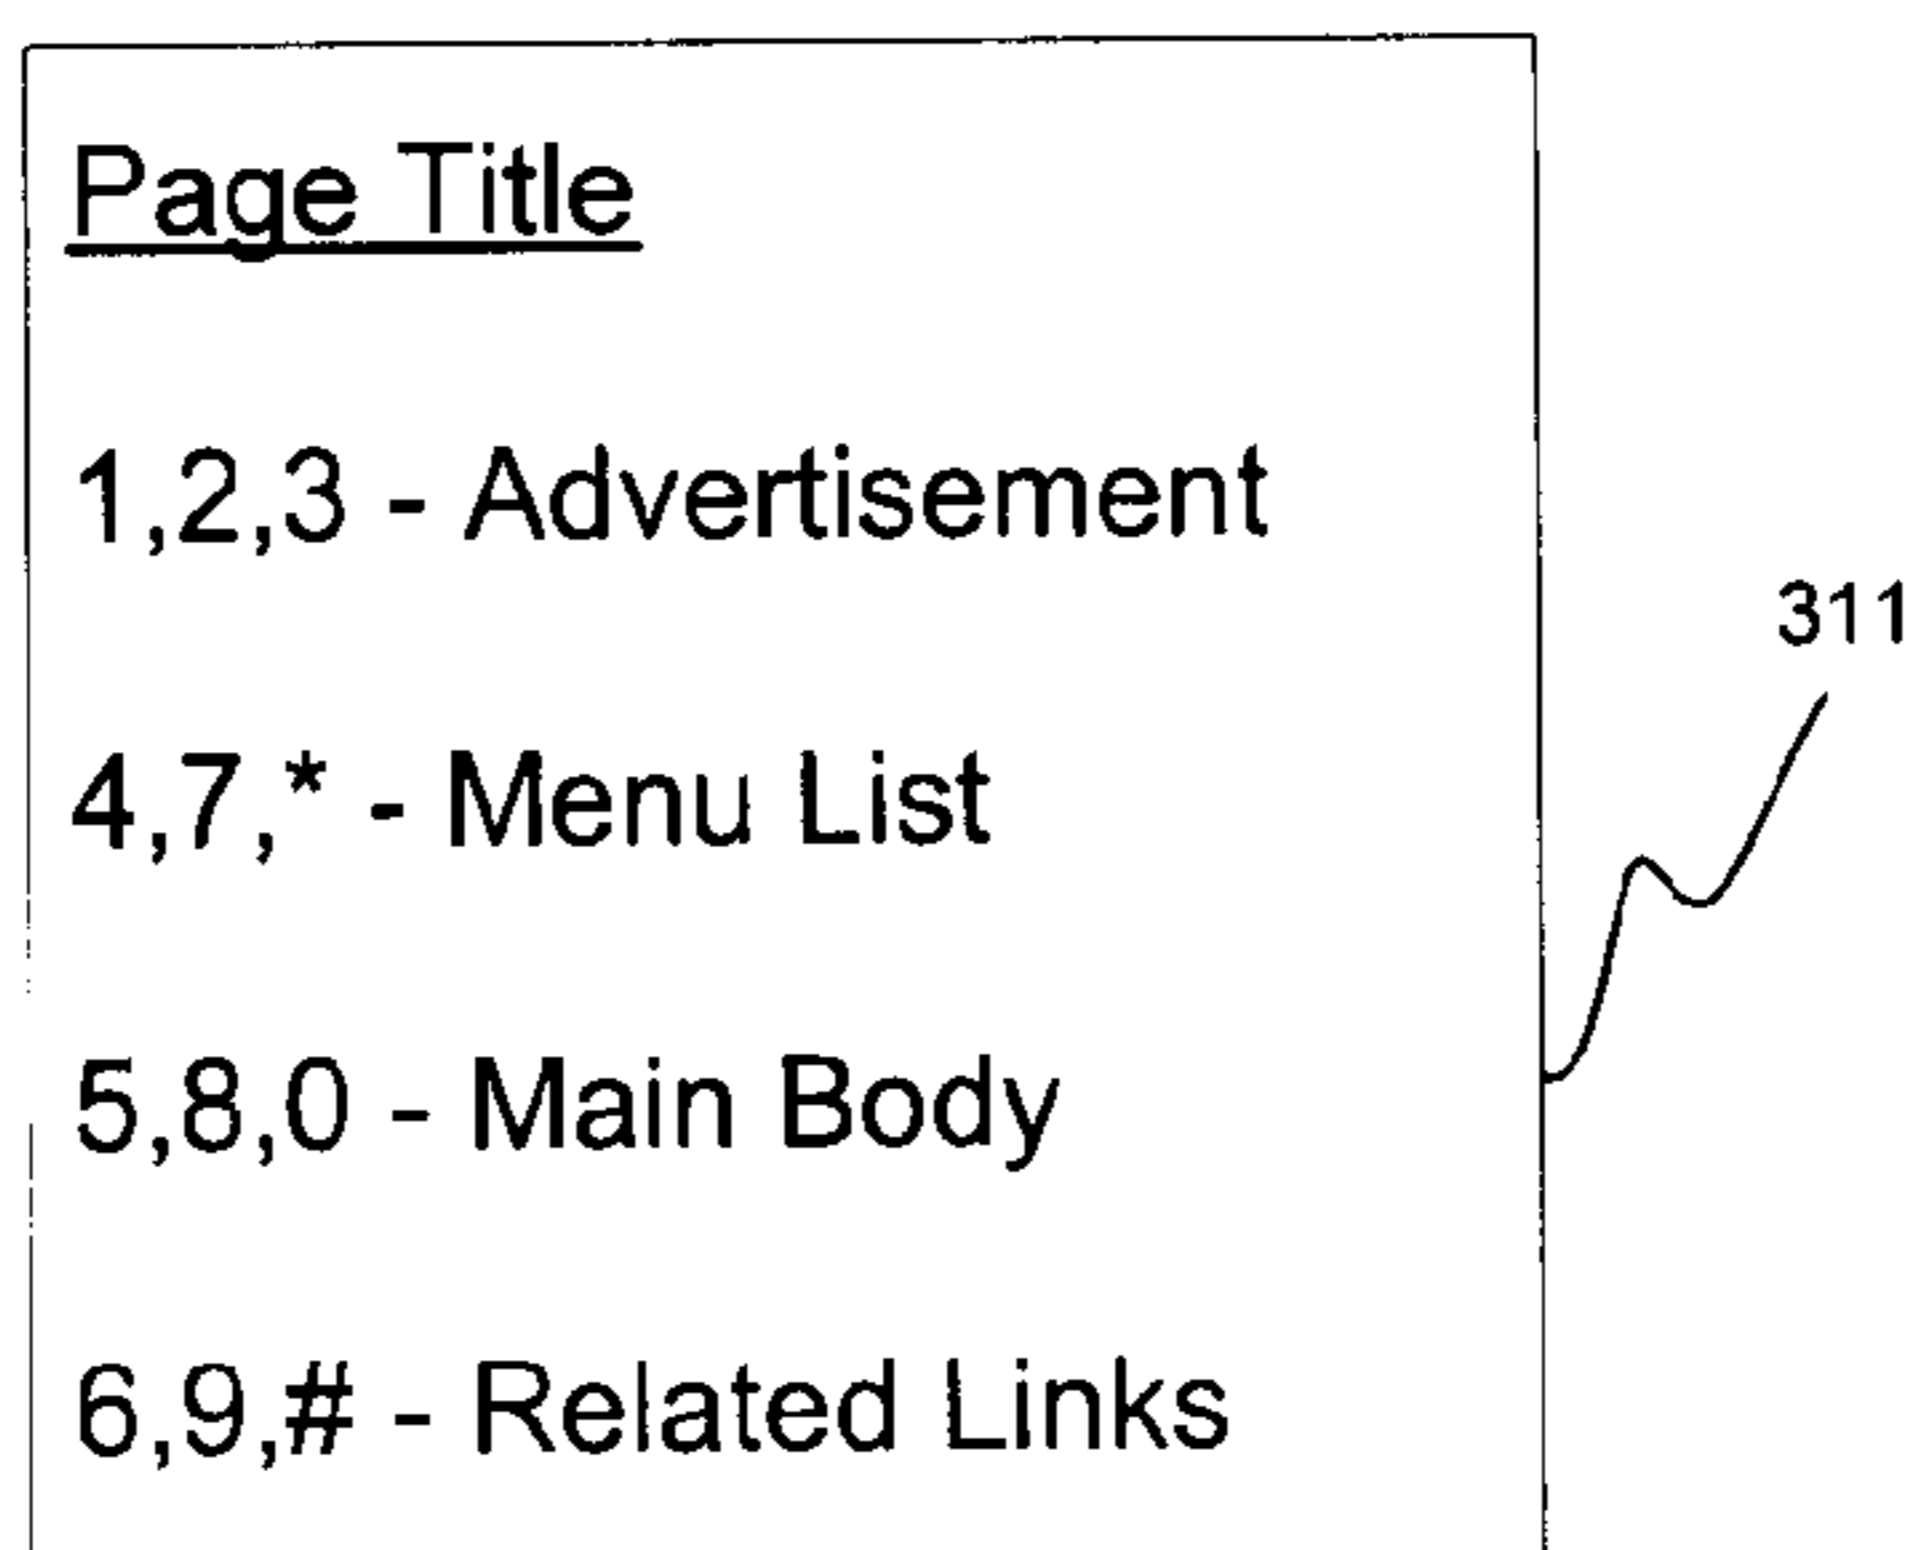 Page Title
1,2,3 - Advertisement
311
4,7,* - Menu List
5,8,0 - Main Body
6,9,# - Related Links